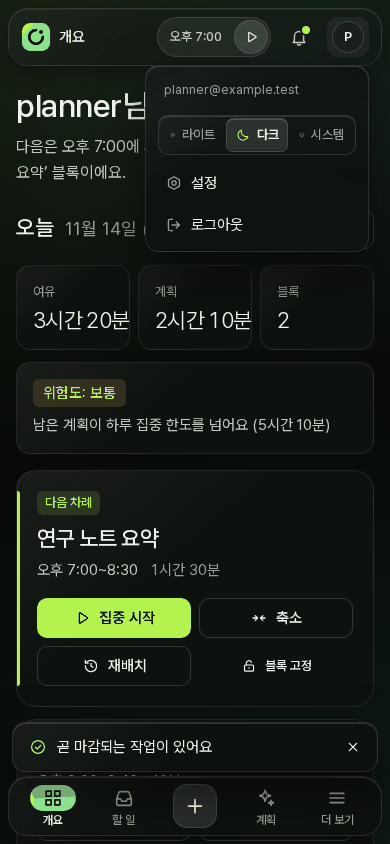 개요
오후 7:00
P
planner@example.test
라이트
다크
시스템
설정
로그아웃
planner님
다음은 오후 7:00에
요약’ 블록이에요.
오늘 11월 14일
여유
3시간 20분
계획
2시간 10분
블록
2
위험도: 보통
남은 계획이 하루 집중 한도를 넘어요 (5시간 10분)
다음 차례
연구 노트 요약
오후 7:00~8:30 1시간 30분
집중 시작
축소
재배치
블록 고정
곧 마감되는 작업이 있어요
개요
할 일
계획
더 보기